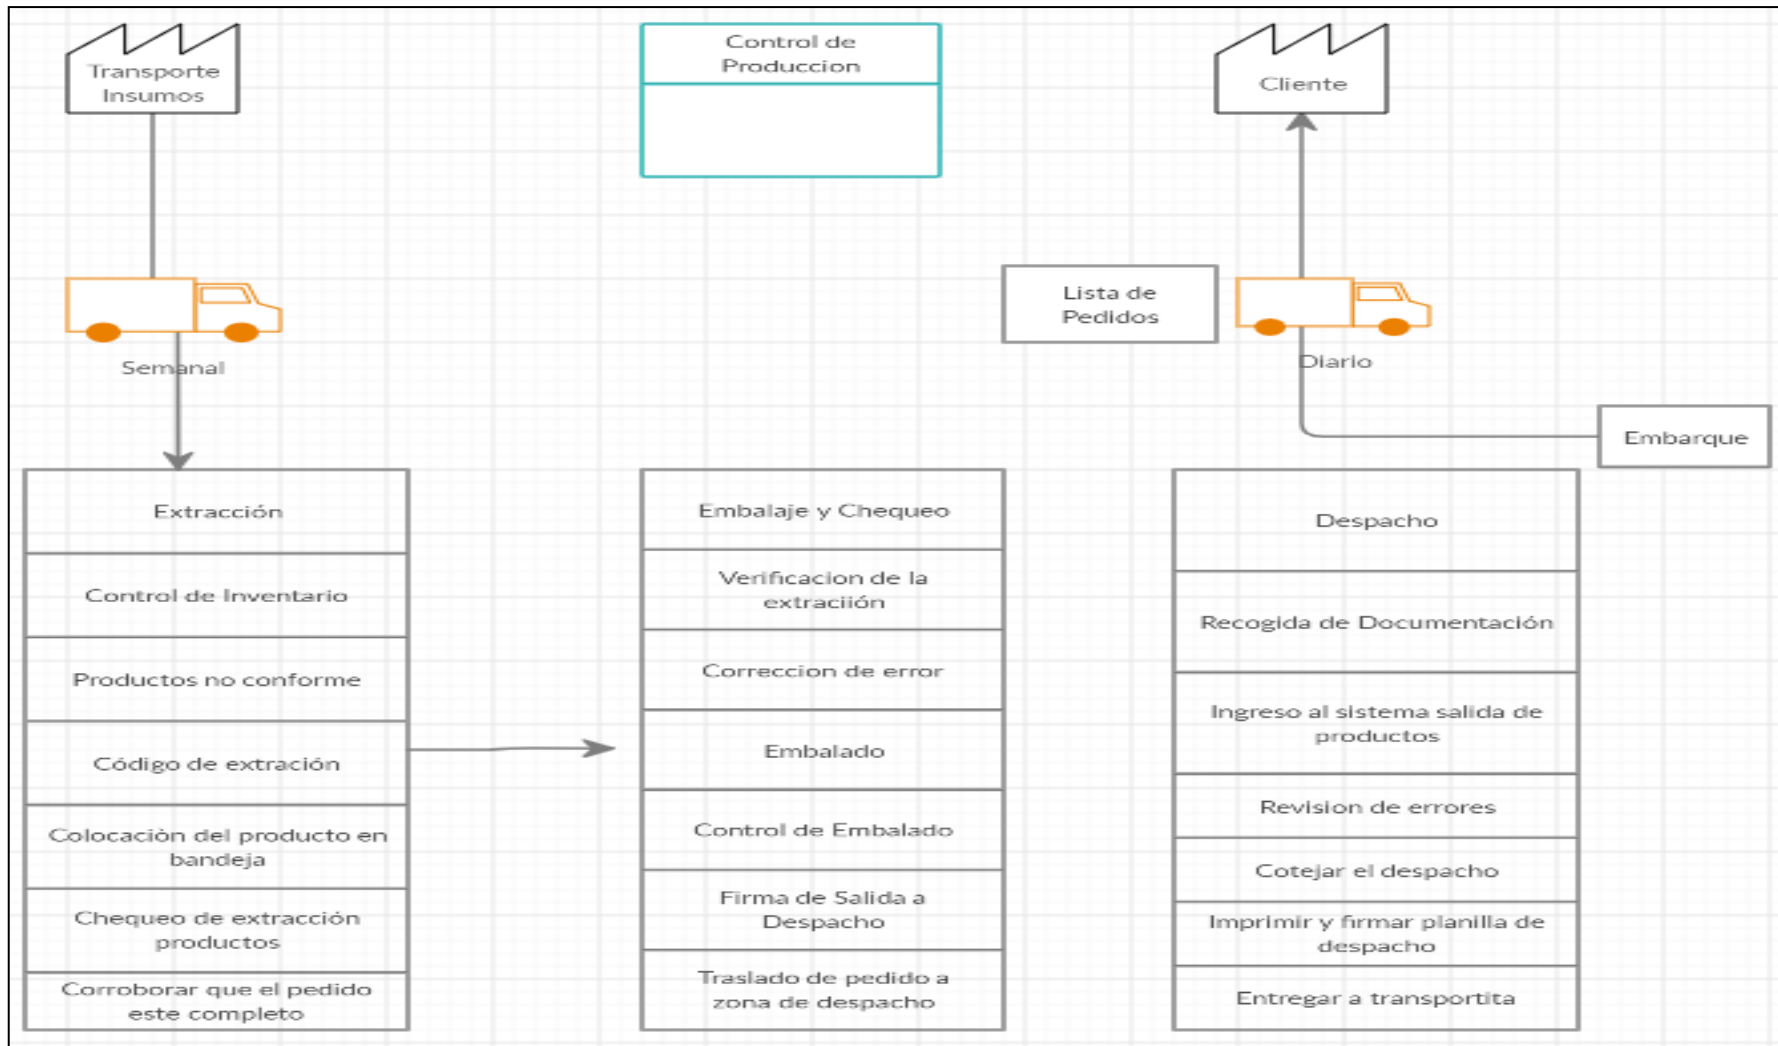 Transporte
Insumos
Control de
Produccion
Cliente
Lista de
Pedidos
Semanal
Diario
Embarque
Extracción
Control de Inventario
Productos no conforme
Código de extración
Colocaciòn del producto en
bandeja
Chequeo de extracción
productos
Corroborar que el pedido
este completo
Embalaje y Chequeo
Verificacion de la
extraciión
Correccion de error
Embalado
Control de Embalado
Firma de Salida a
Despacho
Traslado de pedido a
zona de despacho
Despacho
Recogida de Documentación
Ingreso al sistema salida de
productos
Revision de errores
Cotejar el despacho
Imprimir y firmar planilla de
despacho
Entregar a transportita